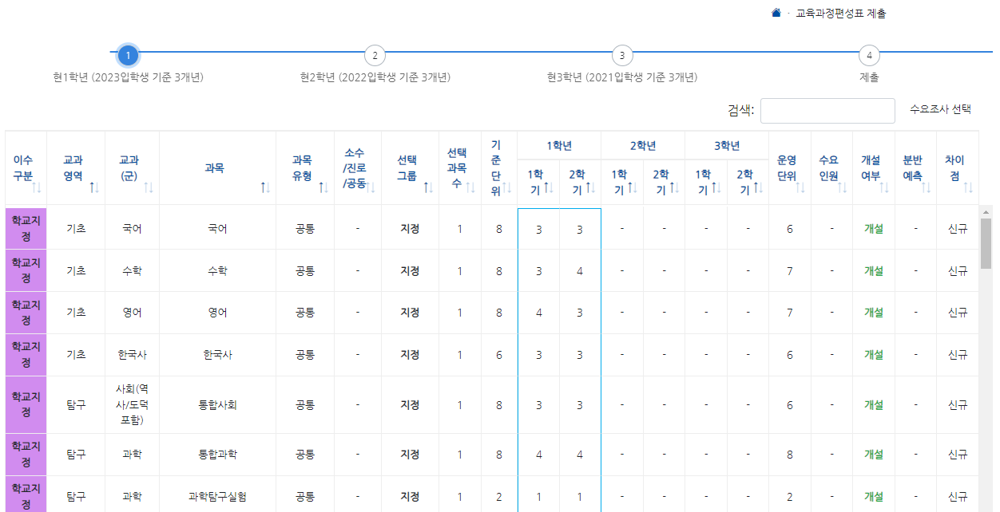 · 교육과정편성표 제출
1 2 3 4
현1학년 (2023입학생 기준 3개년) 현2학년 (2022입학생 기준 3개년) 현3학년 (2021입학생 기준 3개년) 제출
검색: 수요조사 선택
이수 구분 교과 영역 교과 (군) 과목 과목 유형 소수 /진로 /공동 선택 그룹 선택 과목 수 기 준 단 위 1학년 2학년 3학년 운영 단위 수요 인원 개설 여부 분반 예측 차이 점
1학 기 2학 기 1학 기 2학 기 1학 기 2학 기
학교지정 기초 국어 국어 공통 - 지정 1 8 3 3 - - - - 6 - 개설 - 신규
학교지정 기초 수학 수학 공통 - 지정 1 8 3 4 - - - - 7 - 개설 - 신규
학교지정 기초 영어 영어 공통 - 지정 1 8 4 3 - - - - 7 - 개설 - 신규
학교지정 기초 한국사 한국사 공통 - 지정 1 6 3 3 - - - - 6 - 개설 - 신규
학교지정 탐구 사회(역사/도덕포함) 통합사회 공통 - 지정 1 8 3 3 - - - - 6 - 개설 - 신규
학교지정 탐구 과학 통합과학 공통 - 지정 1 8 4 4 - - - - 8 - 개설 - 신규
학교지정 탐구 과학 과학탐구실험 공통 - 지정 1 2 1 1 - - - - 2 - 개설 - 신규